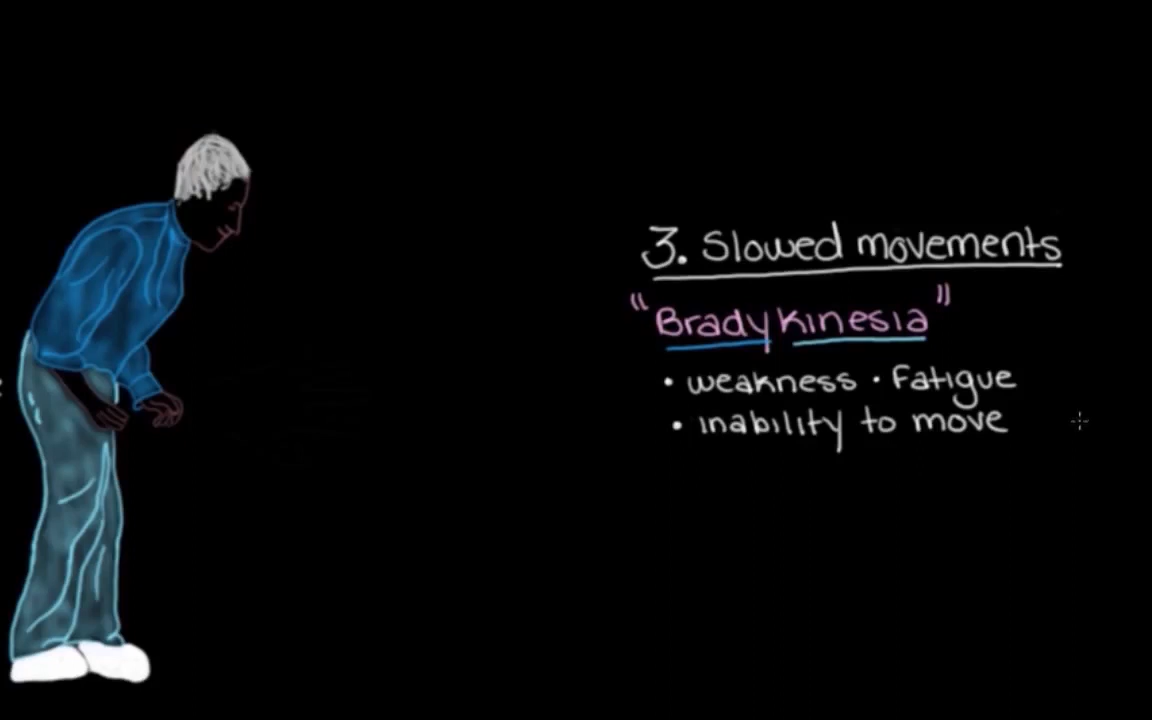 3. Slowed movements
"Bradykinesia"
• weakness • Fatigue
• inability to move